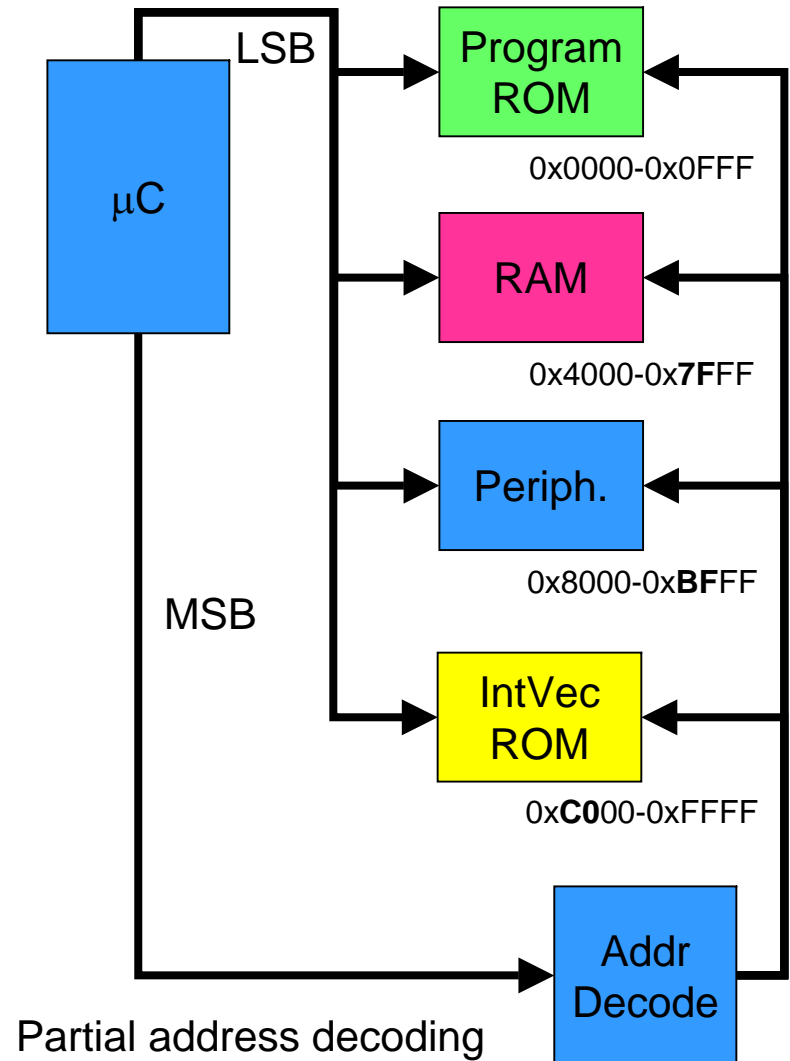 LSB
Program
ROM
0x0000-0x0FFF
μC
RAM
0x4000-0x7FFF
Periph.
0x8000-0xBFFF
MSB
IntVec
ROM
0xC000-0xFFFF
Addr
Decode
Partial address decoding